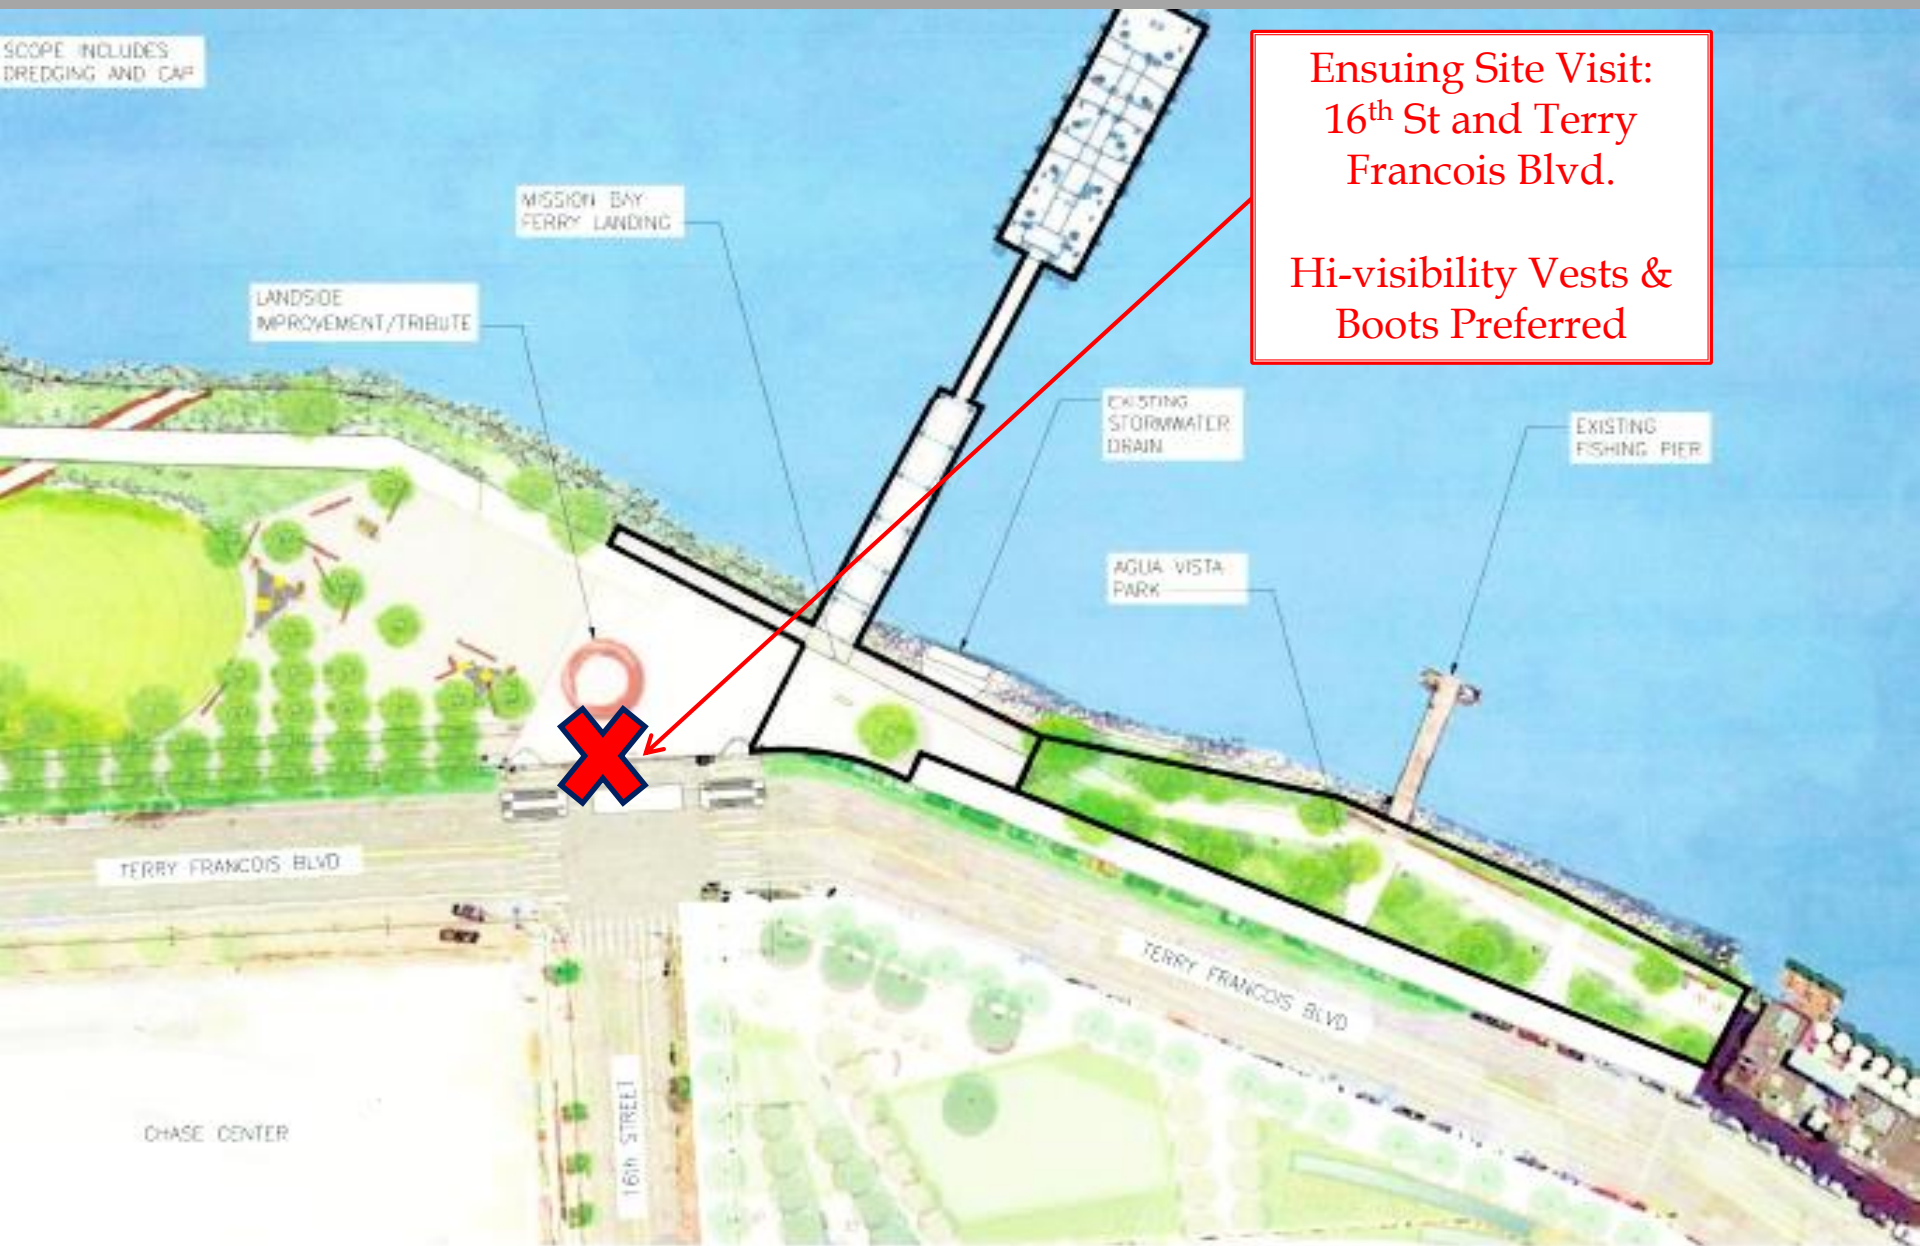 SCOPE INCLUDES
DREDGING AND CAP
Ensuing Site Visit:
16th St and Terry
Francois Blvd.
Hi-visibility Vests &
Boots Preferred
MISSION BAY
FERRY LANDING
LANDSIDE
IMPROVEMENT/TRIBUTE
EXISTING
STORMWATER
DRAIN
EXISTING
FISHING PIER
AGUA VISTA
PARK
TERRY FRANCOIS BLVD
TERRY FRANCOIS BLVD
CHASE CENTER
16th STREET